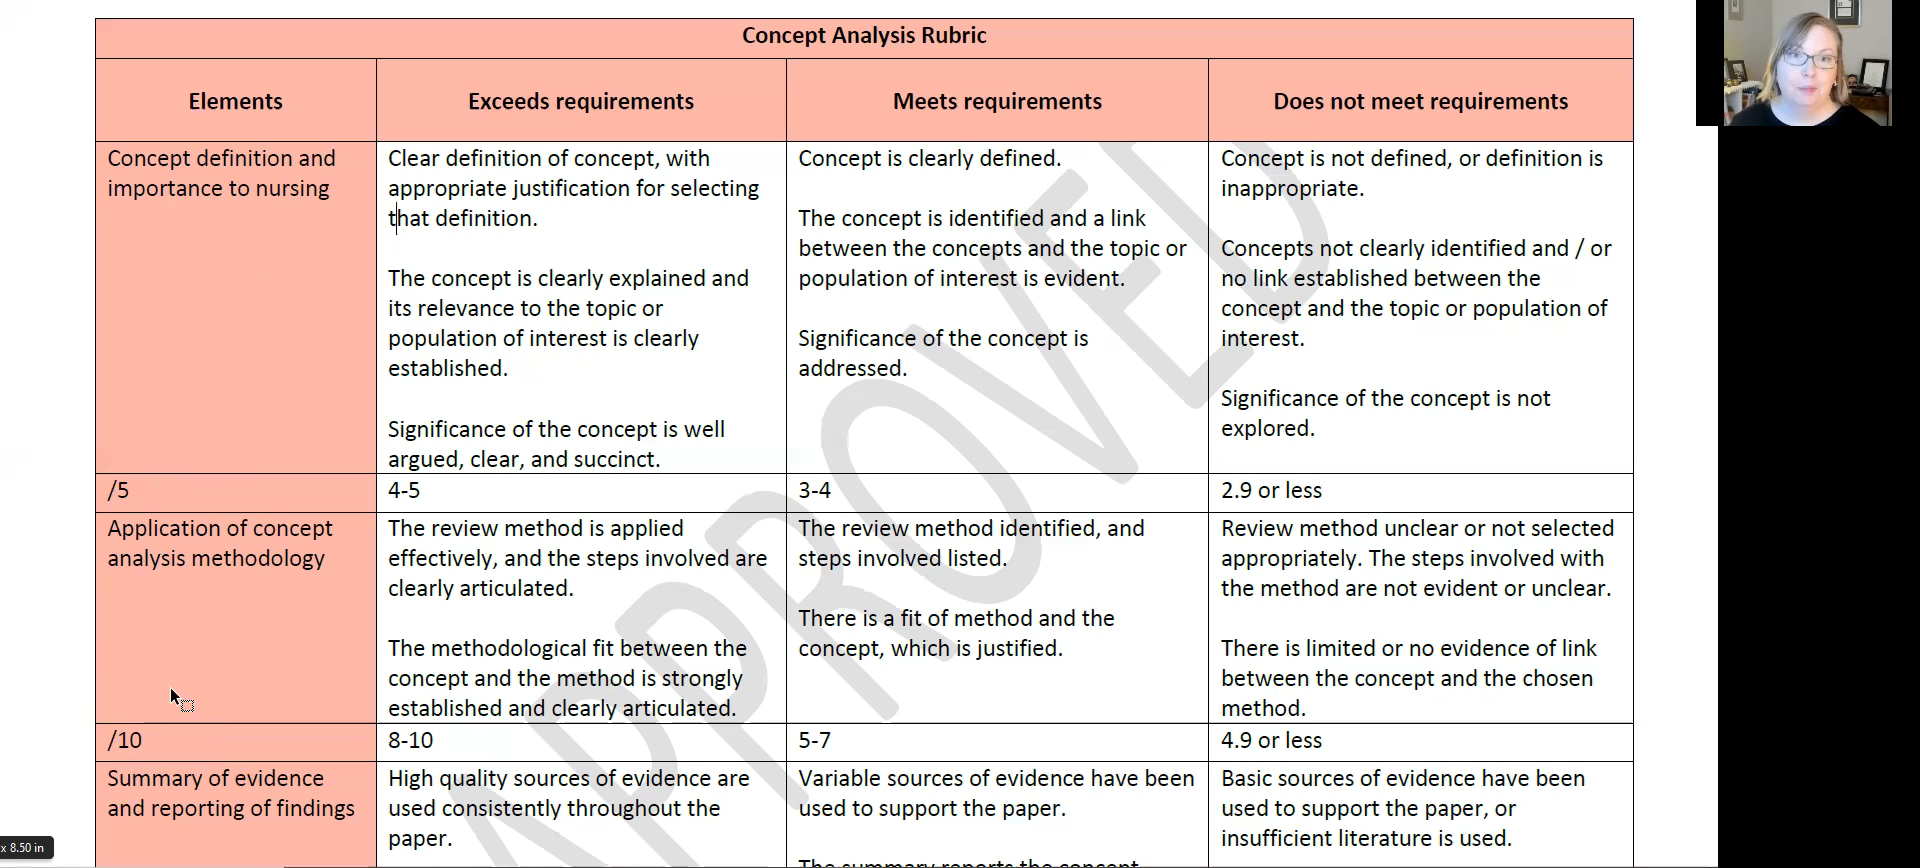 Concept Analysis Rubric
Elements
Exceeds requirements
Meets requirements
Does not meet requirements
Concept definition and
importance to nursing
Clear definition of concept, with
appropriate justification for selecting
that definition.
The concept is clearly explained and
its relevance to the topic or
population of interest is clearly
established.
Significance of the concept is well
argued, clear, and succinct.
Concept is clearly defined.
The concept is identified and a link
between the concepts and the topic or
population of interest is evident.
Significance of the concept is
addressed.
Concept is not defined, or definition is
inappropriate.
Concepts not clearly identified and / or
no link established between the
concept and the topic or population of
interest.
Significance of the concept is not
explored.
/5
4-5
3-4
2.9 or less
Application of concept
analysis methodology
The review method is applied
effectively, and the steps involved are
clearly articulated.
The methodological fit between the
concept and the method is strongly
established and clearly articulated.
The review method identified, and
steps involved listed.
There is a fit of method and the
concept, which is justified.
Review method unclear or not selected
appropriately. The steps involved with
the method are not evident or unclear.
There is limited or no evidence of link
between the concept and the chosen
method.
/10
8-10
5-7
4.9 or less
Summary of evidence
and reporting of findings
High quality sources of evidence are
used consistently throughout the
paper.
Variable sources of evidence have been
used to support the paper.
The summary reports the concept
Basic sources of evidence have been
used to support the paper, or
insufficient literature is used.
APPROVED
x 8.50 in